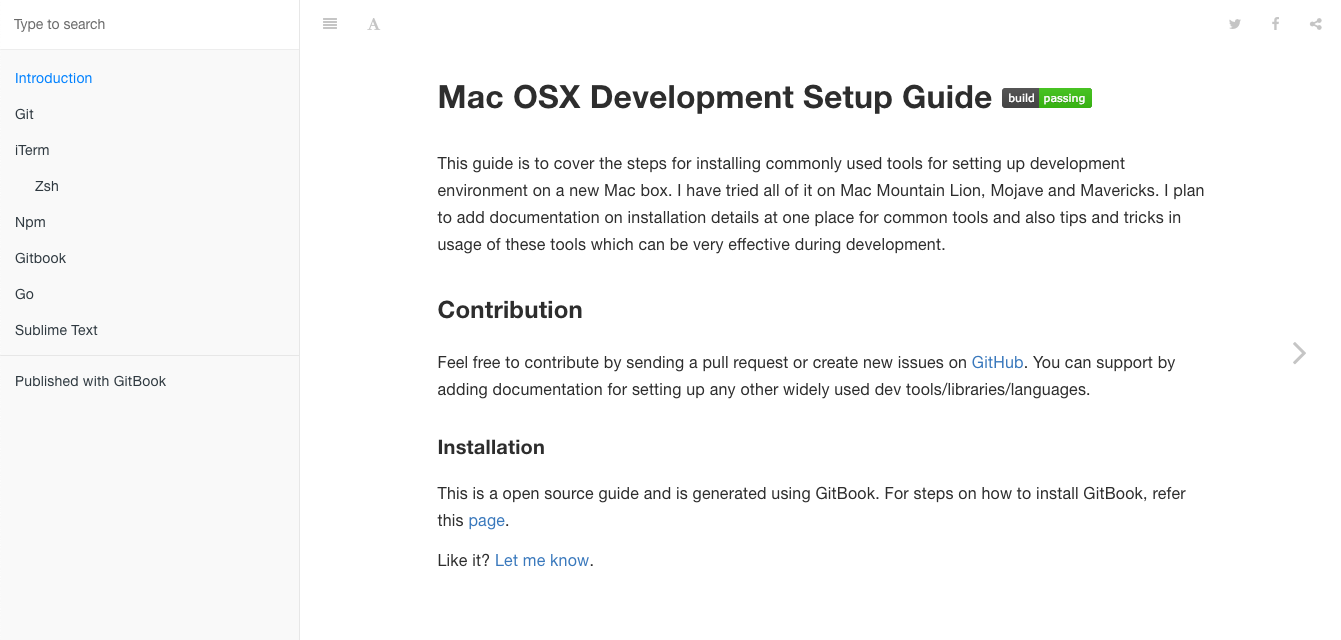 Type to search
Introduction
Git
iTerm
Zsh
Npm
Gitbook
Go
Sublime Text
Published with GitBook
A
Mac OSX Development Setup Guide build passing
This guide is to cover the steps for installing commonly used tools for setting up development
environment on a new Mac box. I have tried all of it on Mac Mountain Lion, Mojave and Mavericks. I plan
to add documentation on installation details at one place for common tools and also tips and tricks in
usage of these tools which can be very effective during development.
Contribution
Feel free to contribute by sending a pull request or create new issues on GitHub. You can support by
adding documentation for setting up any other widely used dev tools/libraries/languages.
Installation
This is a open source guide and is generated using GitBook. For steps on how to install GitBook, refer
this page.
Like it? Let me know.